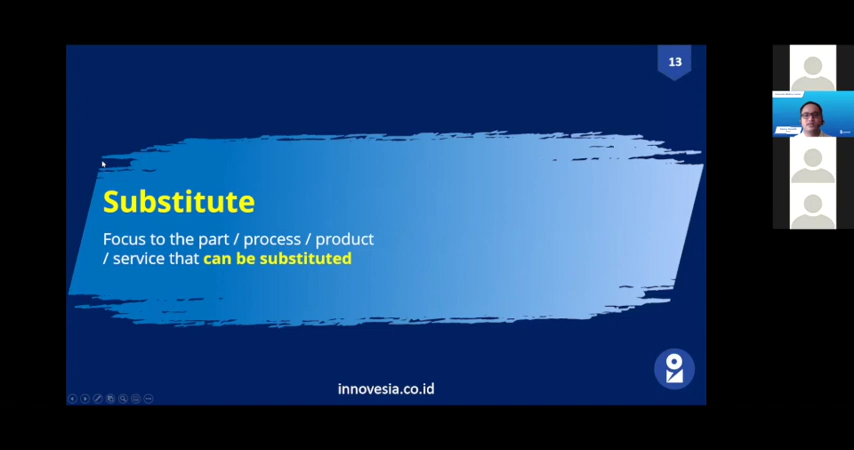 13
Substitute
Focus to the part / process / product
/ service that can be substituted
innovesia.co.id